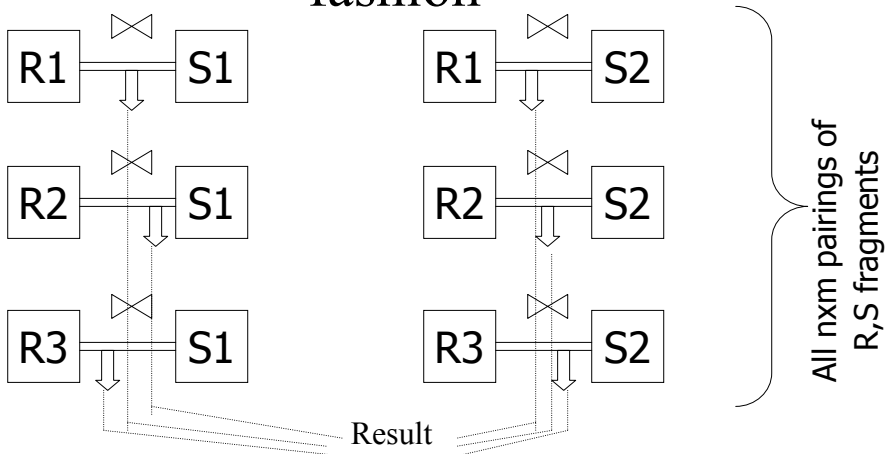 fashion
R1 S1 R1 S2
R2 S1 R2 S2
R3 S1 R3 S2
Result
All nxm pairings of
R,S fragments